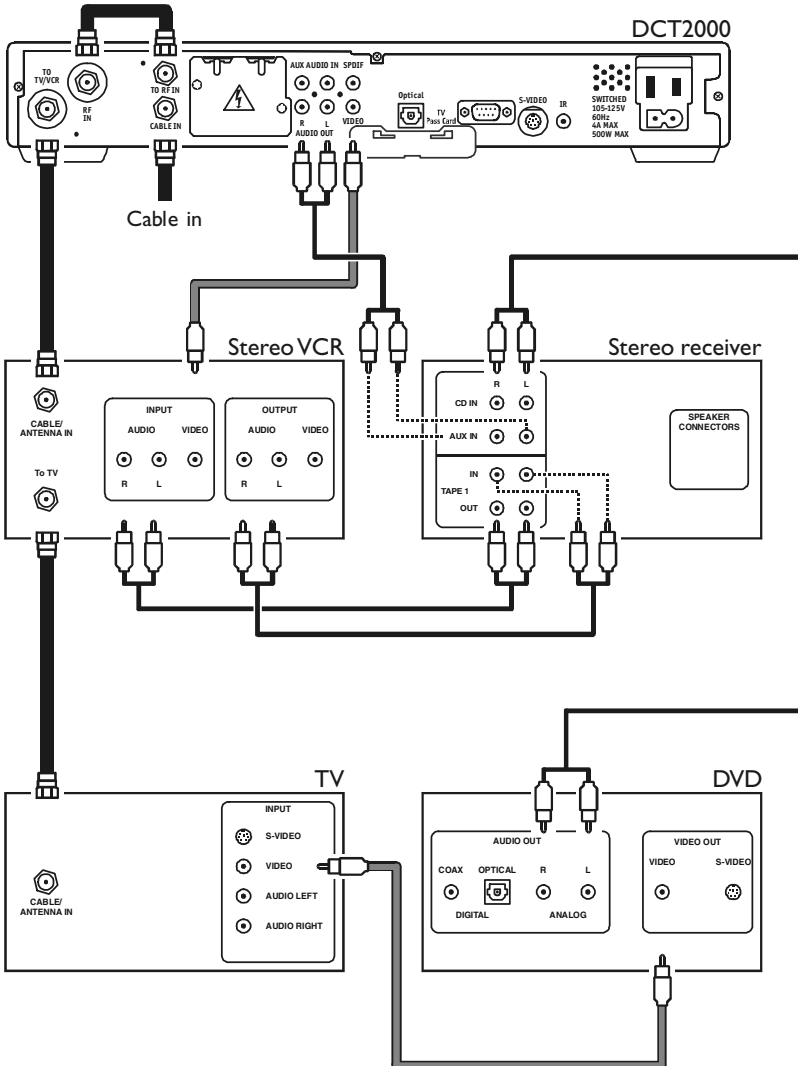 DCT2000
TO
TV/VCR
RF
IN
TO RF IN
CABLE IN
AUX AUDIO IN SPDIF
R L VIDEO
AUDIO OUT
Optical
TV
Pass Card
S-VIDEO
IR
SWITCHED
105-125V
60Hz
4A MAX
500W MAX
Cable in
Stereo VCR
CABLE/
ANTENNA IN
To TV
INPUT
AUDIO VIDEO
R L
OUTPUT
AUDIO VIDEO
R L
Stereo receiver
R L
CD IN
AUX IN
IN
TAPE 1
OUT
SPEAKER
CONNECTORS
TV
CABLE/
ANTENNA IN
INPUT
S-VIDEO
VIDEO
AUDIO LEFT
AUDIO RIGHT
DVD
AUDIO OUT
COAX OPTICAL R L
DIGITAL ANALOG
VIDEO OUT
VIDEO S-VIDEO